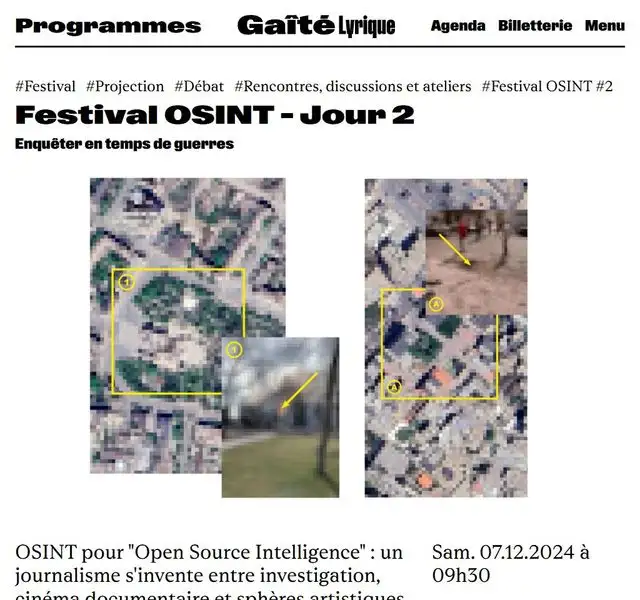 Programmes Gaîté Lyrique Agenda Billetterie Menu
#Festival #Projection #Débat #Rencontres, discussions et ateliers #Festival OSINT #2
Festival OSINT - Jour 2
Enquêter en temps de guerres
1
1
A
A
OSINT pour "Open Source Intelligence" : un
journalisme s'invente entre investigation,
cinéma documentaire et sphères artistiques
Sam. 07.12.2024 à
09h30